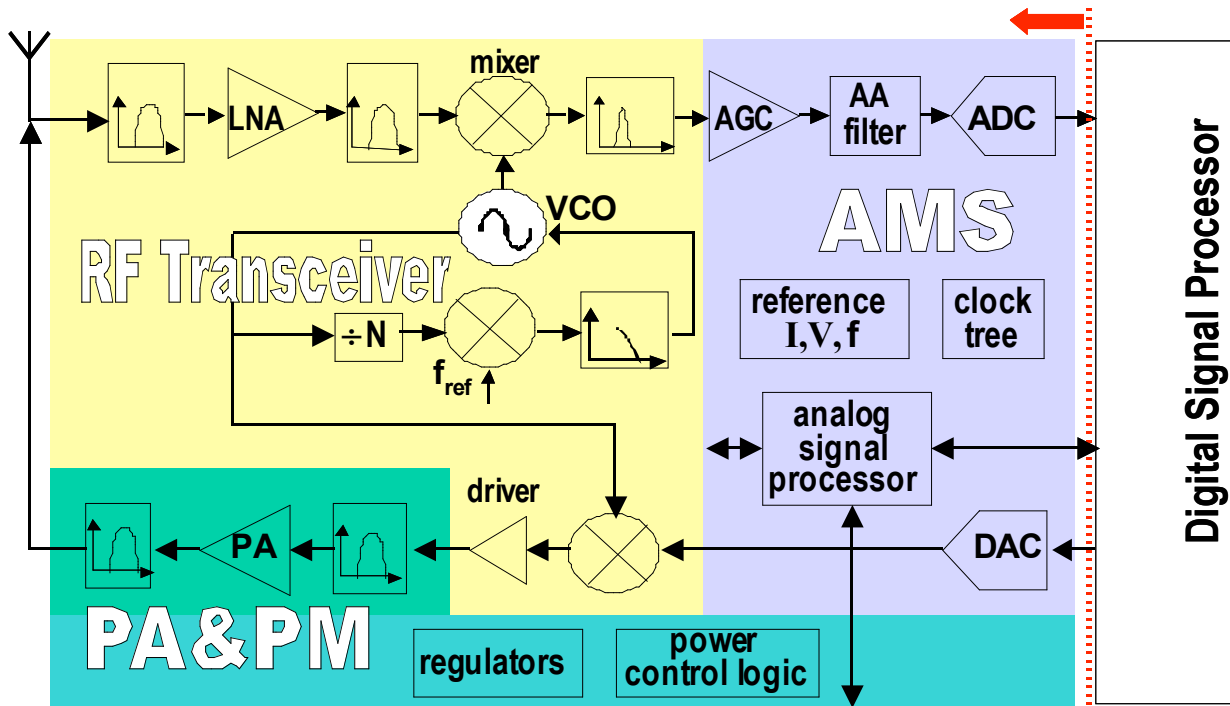 mixer
LNA
AGC
AA
filter
ADC
VCO
AMS
RF Transceiver
reference
I,V, f
clock
tree
÷N
fref
analog
signal
processor
driver
PA
DAC
PA&PM
regulators
power
control logic
Digital Signal Processor